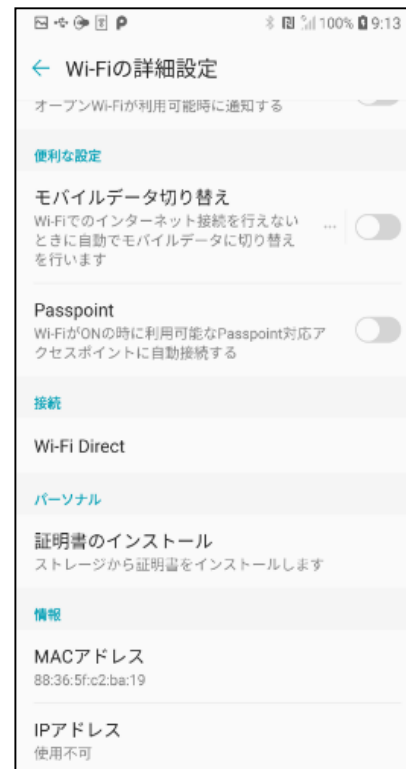 100% 9:13
← Wi-Fiの詳細設定
オープンWi-Fiが利用可能時に通知する
便利な設定
モバイルデータ切り替え
Wi-Fiでのインターネット接続を行えない
ときに自動でモバイルデータに切り替え
を行います
...
Passpoint
Wi-FiがONの時に利用可能なPasspoint対応ア
クセスポイントに自動接続する
接続
Wi-Fi Direct
パーソナル
証明書のインストール
ストレージから証明書をインストールします
情報
MACアドレス
88:36:5f:c2:ba:19
IPアドレス
使用不可